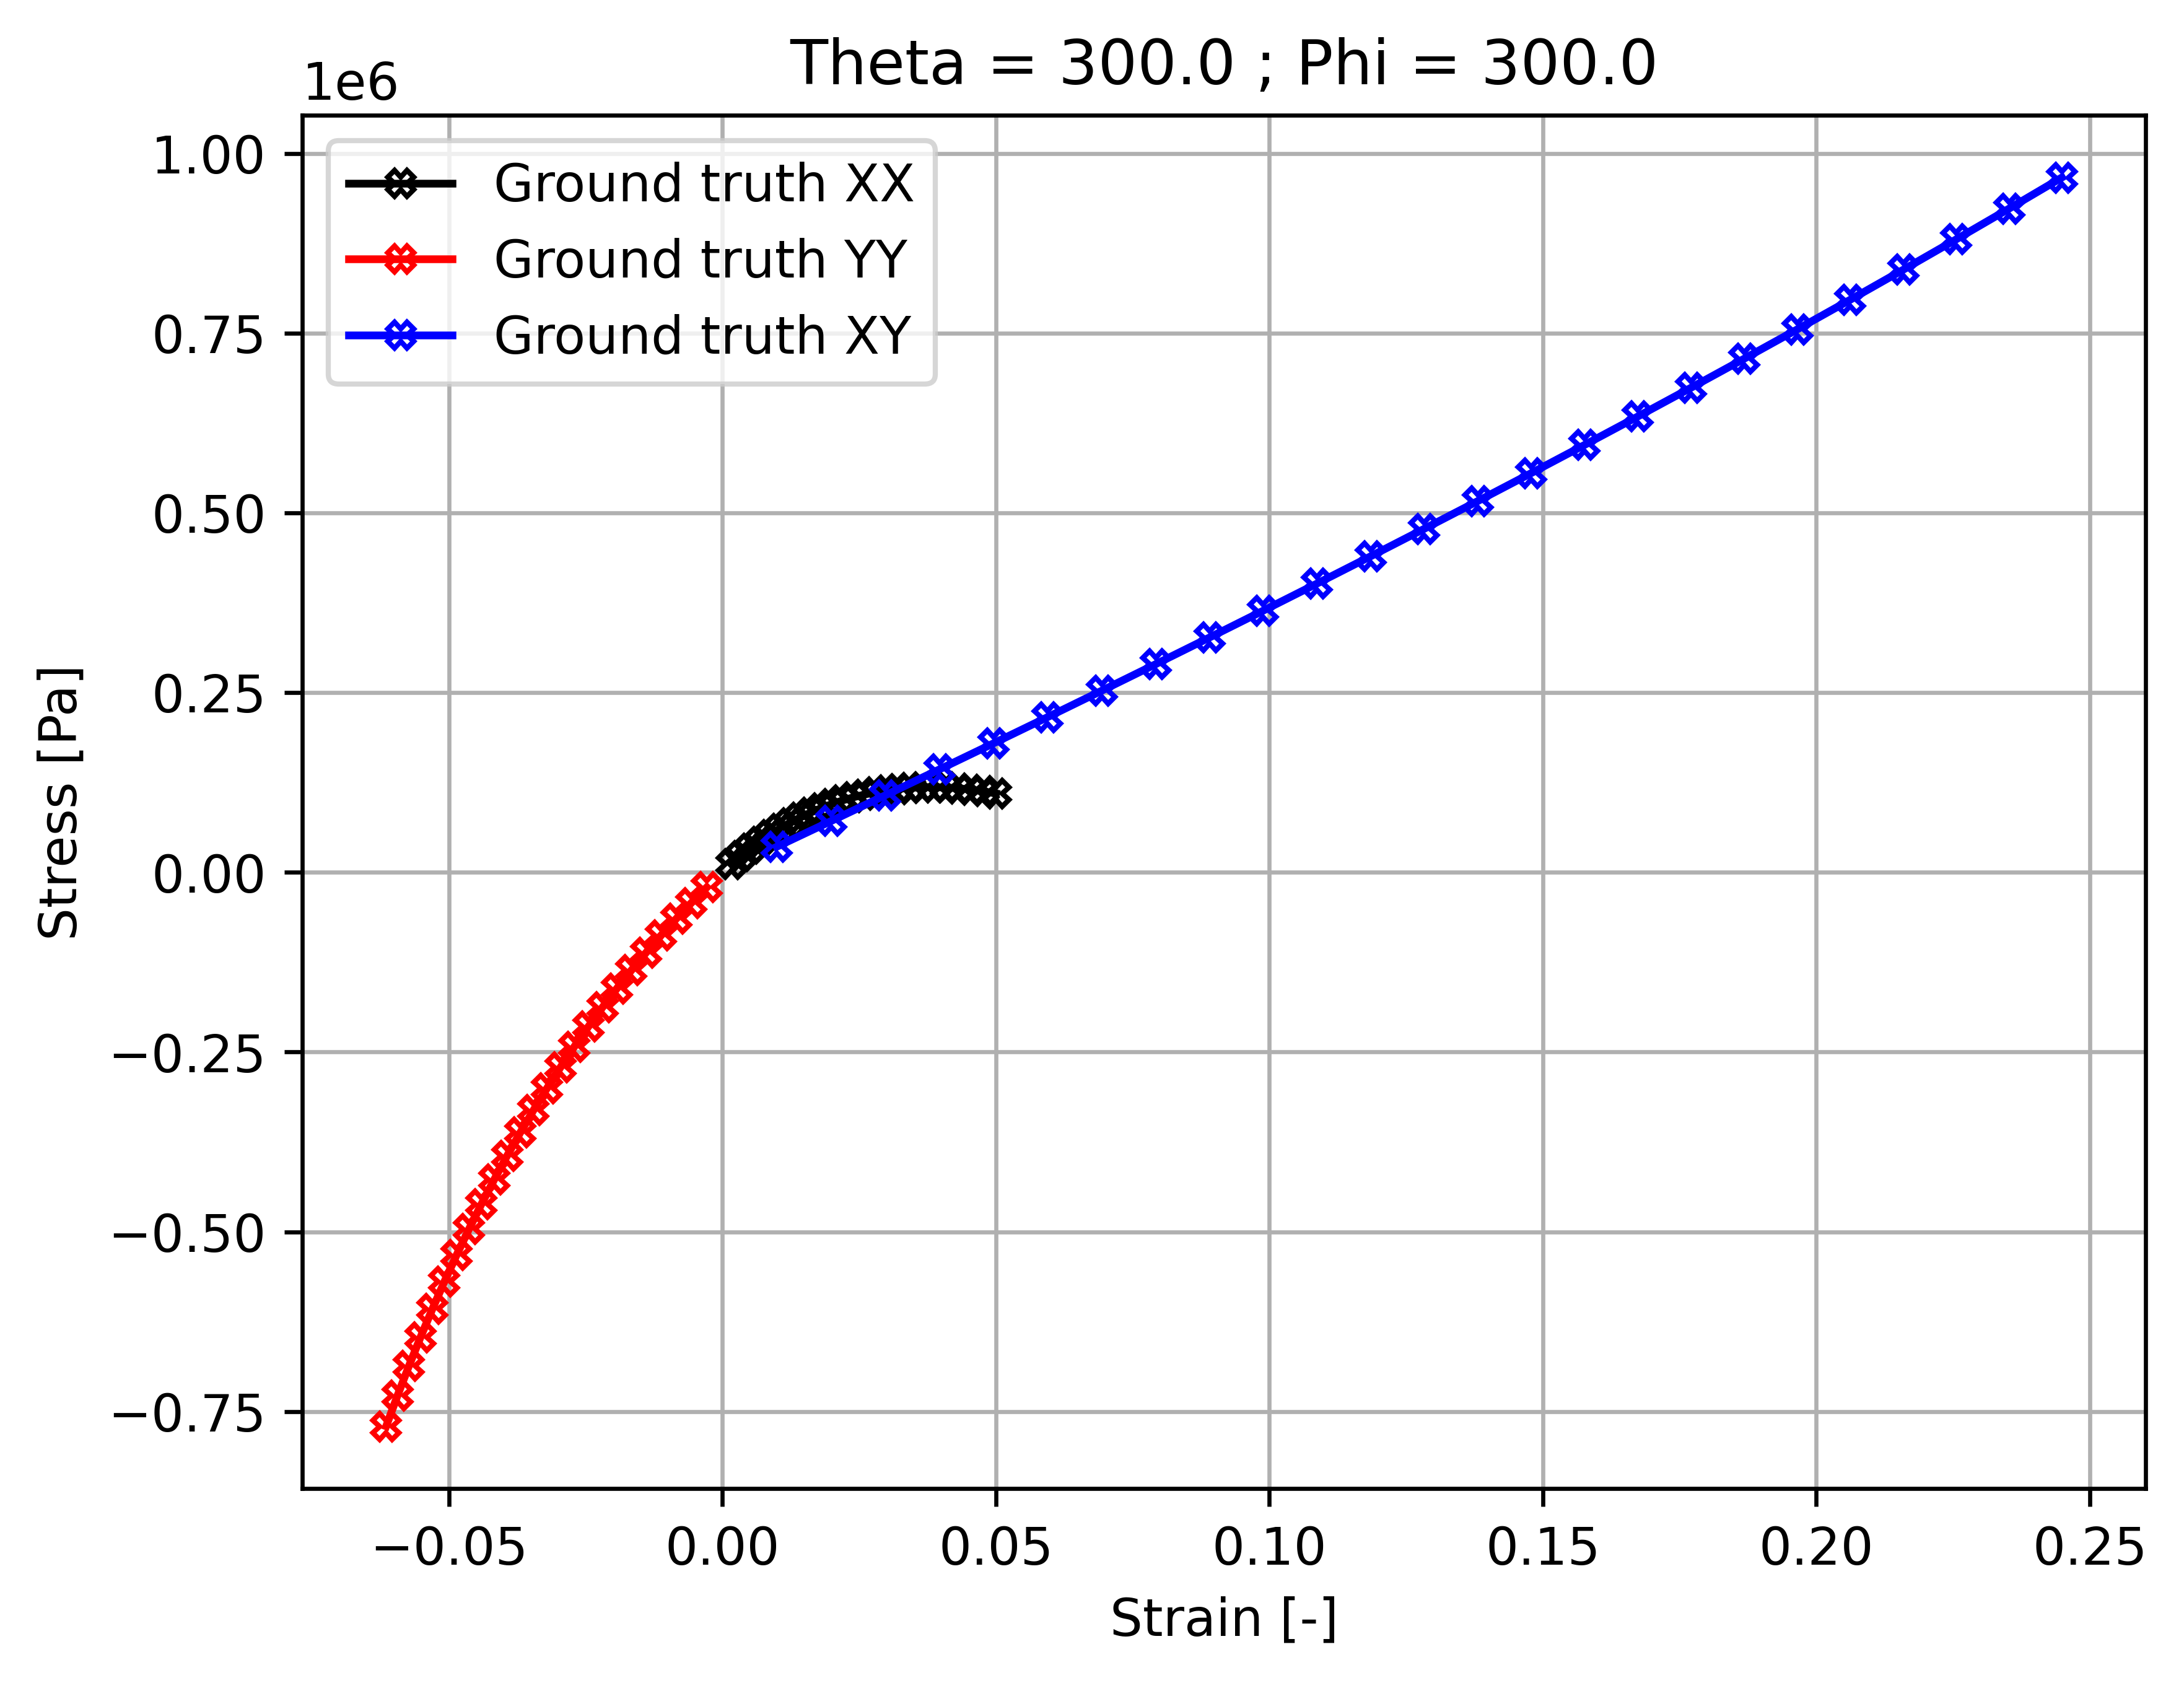 Theta = 300.0 ; Phi = 300.0
1e6
1.00
0.75
0.50
0.25
0.00
−0.25
−0.50
−0.75
Stress [Pa]
Ground truth XX
Ground truth YY
Ground truth XY
−0.05 0.00 0.05 0.10 0.15 0.20 0.25
Strain [-]